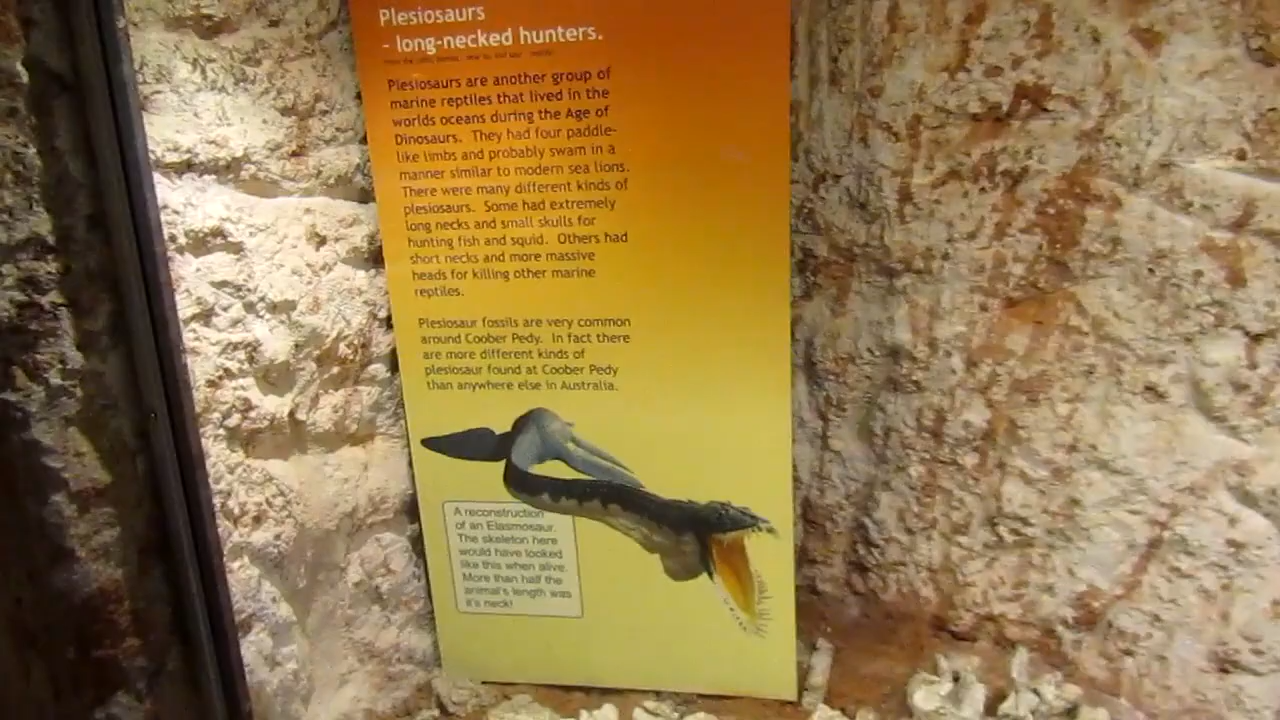 Plesiosaurs
- long-necked hunters.
Plesiosaurs are another group of
marine reptiles that lived in the
worlds oceans during the Age of
Dinosaurs. They had four paddle-
like limbs and probably swam in a
manner similar to modern sea lions.
There were many different kinds of
plesiosaurs. Some had extremely
long necks and small skulls for
hunting fish and squid. Others had
short necks and more massive
heads for killing other marine
reptiles.
Plesiosaur fossils are very common
around Coober Pedy. In fact there
are more different kinds of
plesiosaur found at Coober Pedy
than anywhere else in Australia.
A reconstruction
of an Elasmosaur.
The skeleton here
would have looked
like this when alive.
More than half the
animal's length was
it's neck!